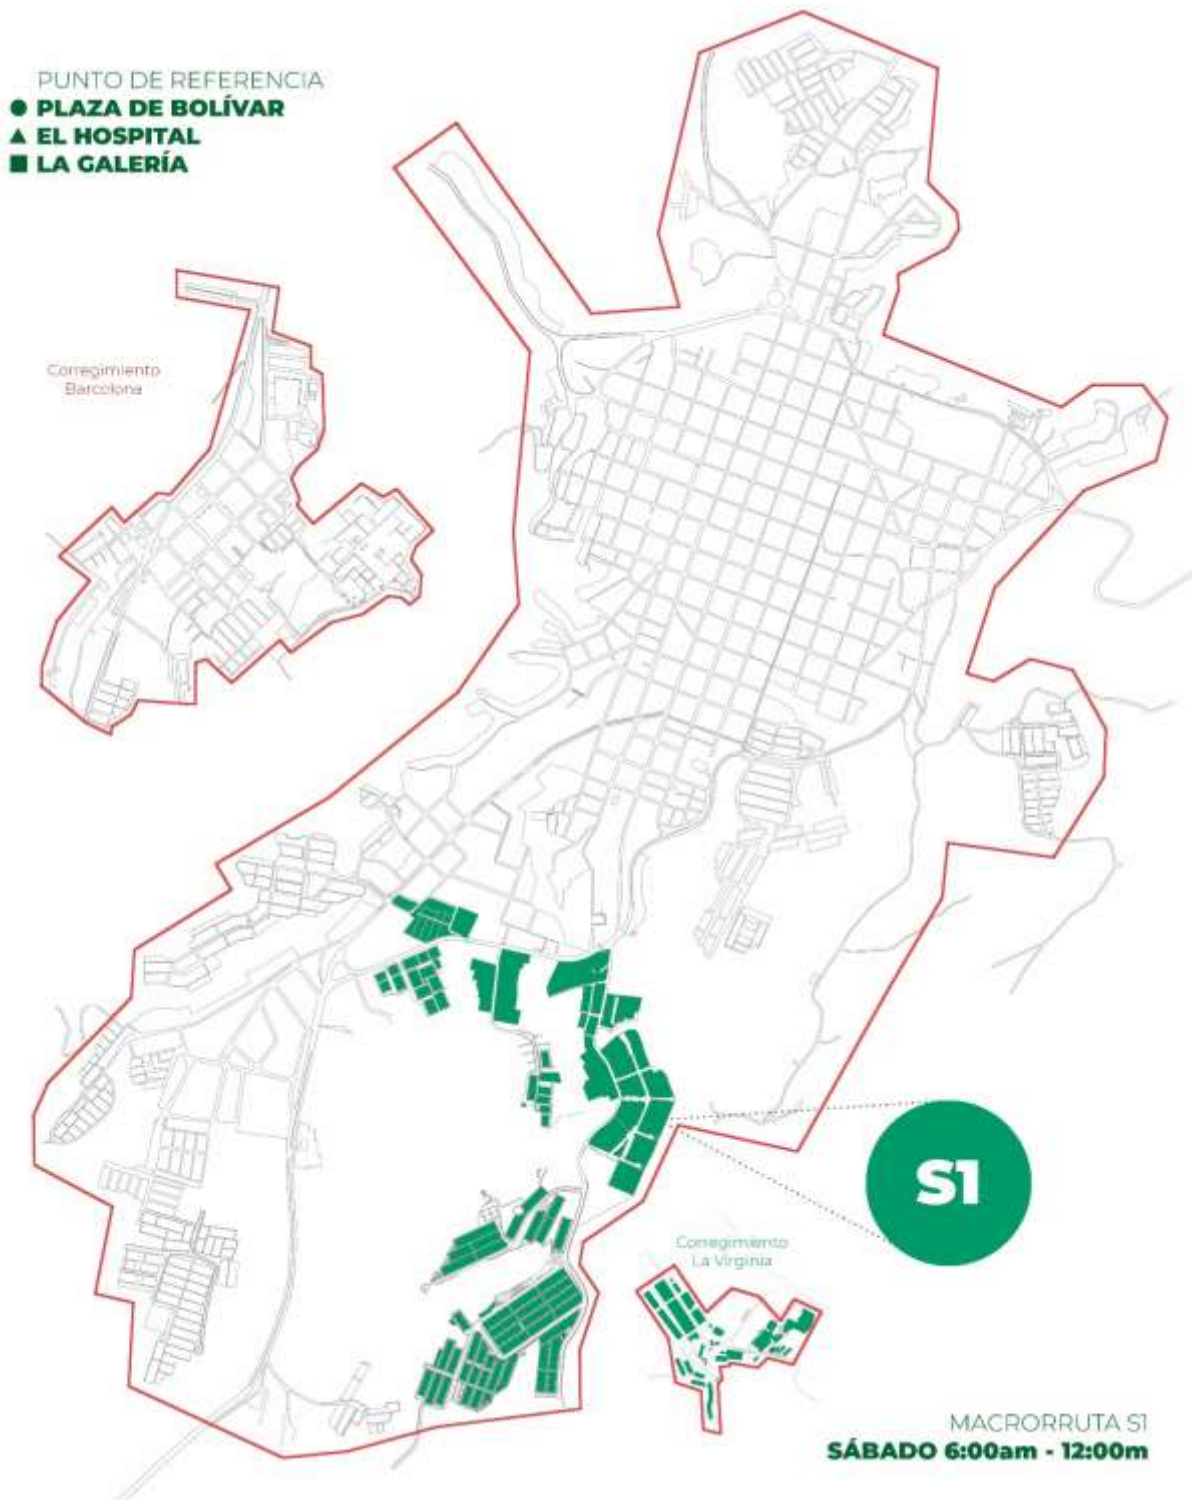 PUNTO DE REFERENCIA
PLAZA DE BOLÍVAR
EL HOSPITAL
LA GALERÍA
Corregimiento
Barcelona
S1
Corregimiento
La Virginia
MACRORRUTA S1
SÁBADO 6:00am - 12:00m